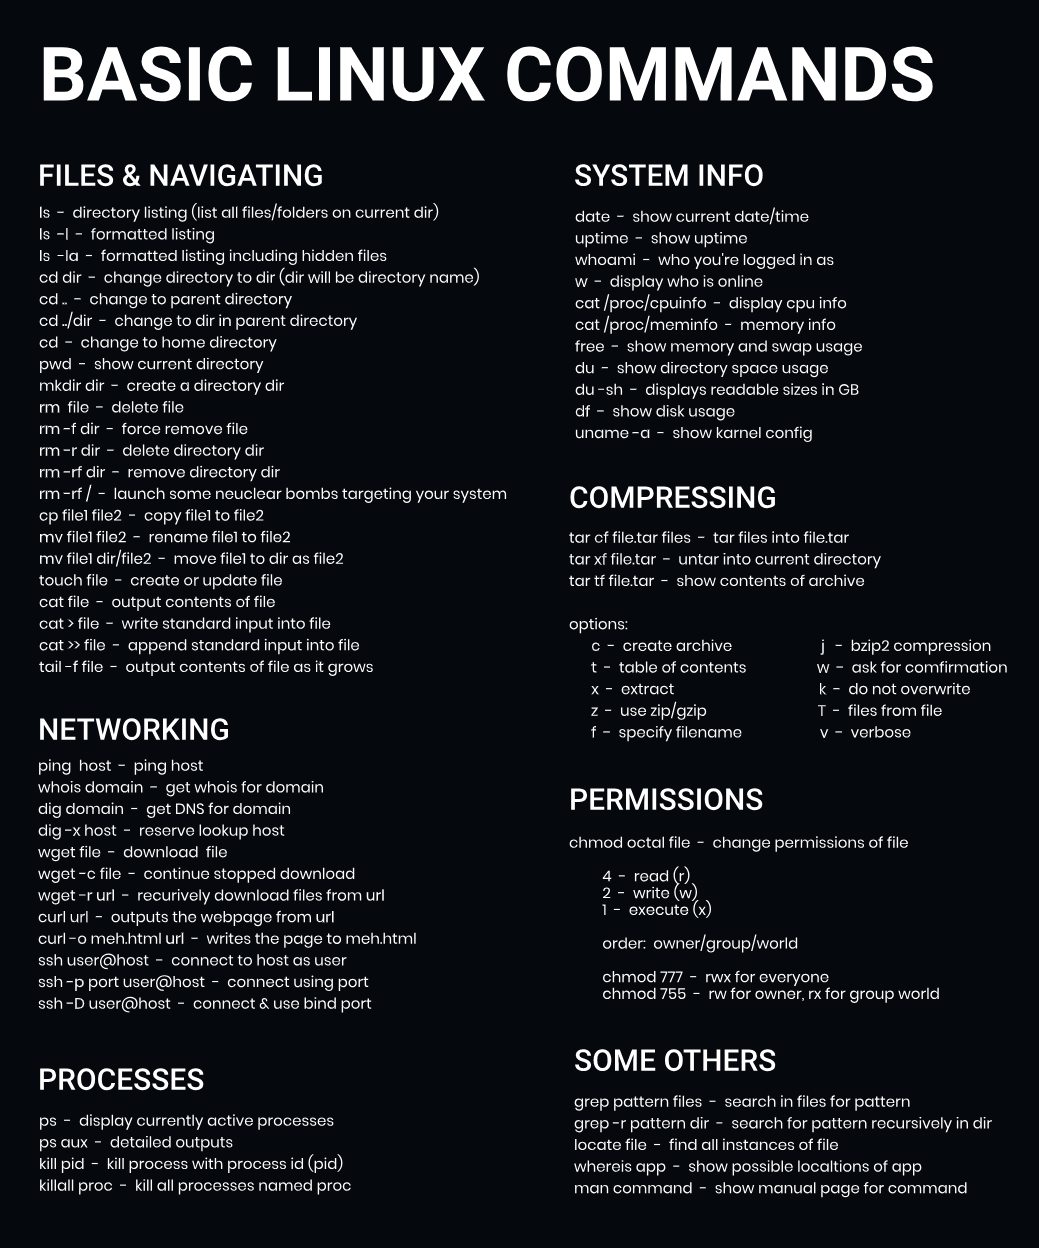 BASIC LINUX COMMANDS
FILES & NAVIGATING
ls - directory listing (list all files/folders on current dir)
ls -l - formatted listing
ls -la - formatted listing including hidden files
cd dir - change directory to dir (dir will be directory name)
cd .. - change to parent directory
cd ../dir - change to dir in parent directory
cd - change to home directory
pwd - show current directory
mkdir dir - create a directory dir
rm file - delete file
rm -f dir - force remove file
rm -r dir - delete directory dir
rm -rf dir - remove directory dir
rm -rf / - launch some neuclear bombs targeting your system
cp file1 file2 - copy file1 to file2
mv file1 file2 - rename file1 to file2
mv file1 dir/file2 - move file1 to dir as file2
touch file - create or update file
cat file - output contents of file
cat > file - write standard input into file
cat >> file - append standard input into file
tail -f file - output contents of file as it grows
NETWORKING
ping host - ping host
whois domain - get whois for domain
dig domain - get DNS for domain
dig -x host - reserve lookup host
wget file - download file
wget -c file - continue stopped download
wget -r url - recurively download files from url
curl url - outputs the webpage from url
curl -o meh.html url - writes the page to meh.html
ssh user@host - connect to host as user
ssh -p port user@host - connect using port
ssh -D user@host - connect & use bind port
PROCESSES
ps - display currently active processes
ps aux - detailed outputs
kill pid - kill process with process id (pid)
killall proc - kill all processes named proc
SYSTEM INFO
date - show current date/time
uptime - show uptime
whoami - who you're logged in as
w - display who is online
cat /proc/cpuinfo - display cpu info
cat /proc/meminfo - memory info
free - show memory and swap usage
du - show directory space usage
du -sh - displays readable sizes in GB
df - show disk usage
uname -a - show karnel config
COMPRESSING
tar cf file.tar files - tar files into file.tar
tar xf file.tar - untar into current directory
tar tf file.tar - show contents of archive
options:
c - create archive
t - table of contents
x - extract
z - use zip/gzip
f - specify filename
j - bzip2 compression
w - ask for comfirmation
k - do not overwrite
T - files from file
v - verbose
PERMISSIONS
chmod octal file - change permissions of file
4 - read (r)
2 - write (w)
1 - execute (x)
order: owner/group/world
chmod 777 - rwx for everyone
chmod 755 - rw for owner, rx for group world
SOME OTHERS
grep pattern files - search in files for pattern
grep -r pattern dir - search for pattern recursively in dir
locate file - find all instances of file
whereis app - show possible localtions of app
man command - show manual page for command